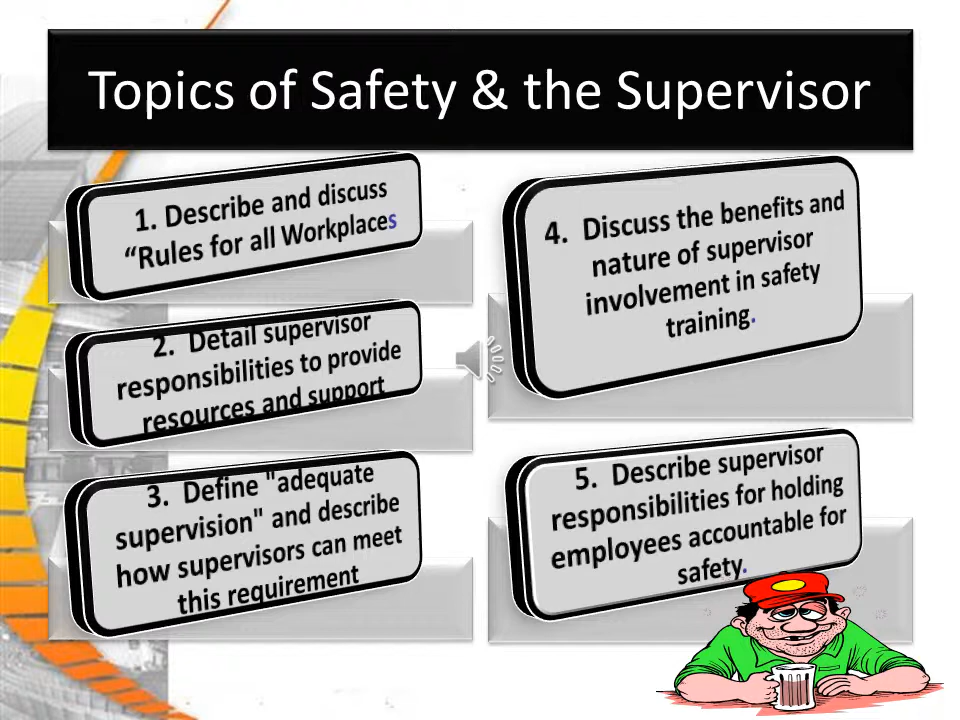 Topics of Safety & the Supervisor
1. Describe and discuss
“Rules for all Workplaces
2. Detail supervisor
responsibilities to provide
resources and support
3. Define "adequate
supervision" and describe
how supervisors can meet
this requirement
4. Discuss the benefits and
nature of supervisor
involvement in safety
training.
5. Describe supervisor
responsibilities for holding
employees accountable for
safety.